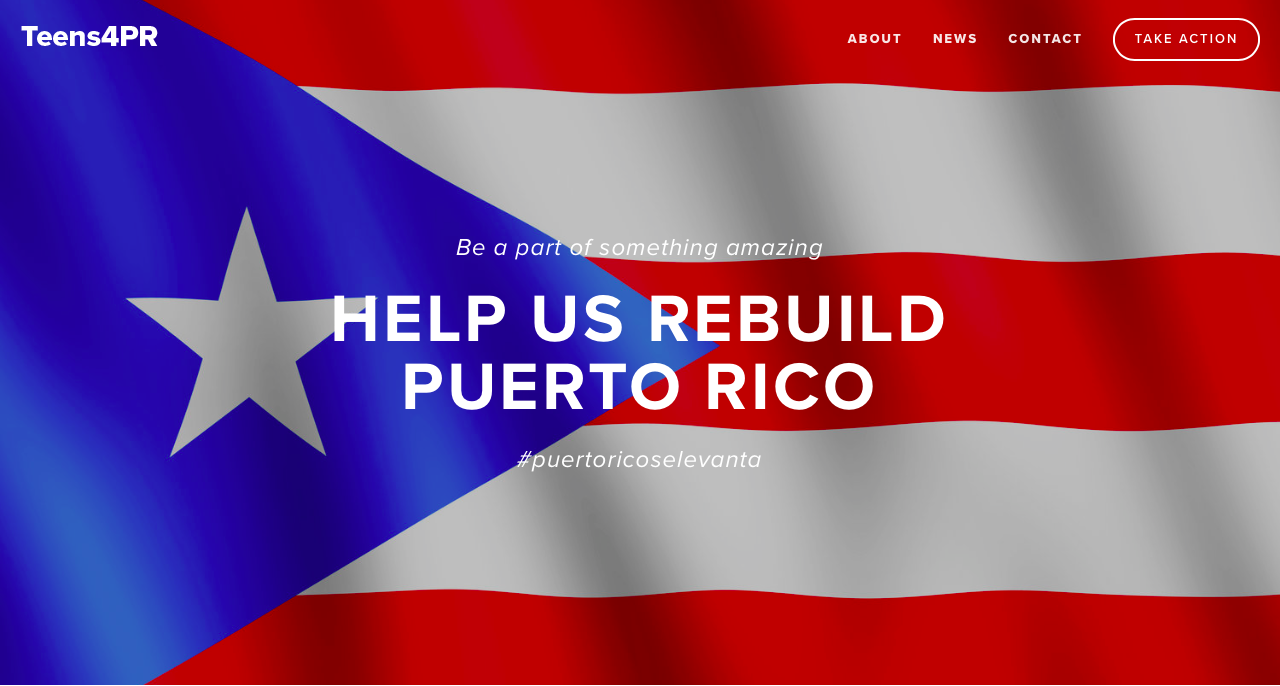 Teens4PR
ABOUT NEWS CONTACT TAKE ACTION
Be a part of something amazing
HELP US REBUILD
PUERTO RICO
#puertoricoselevanta